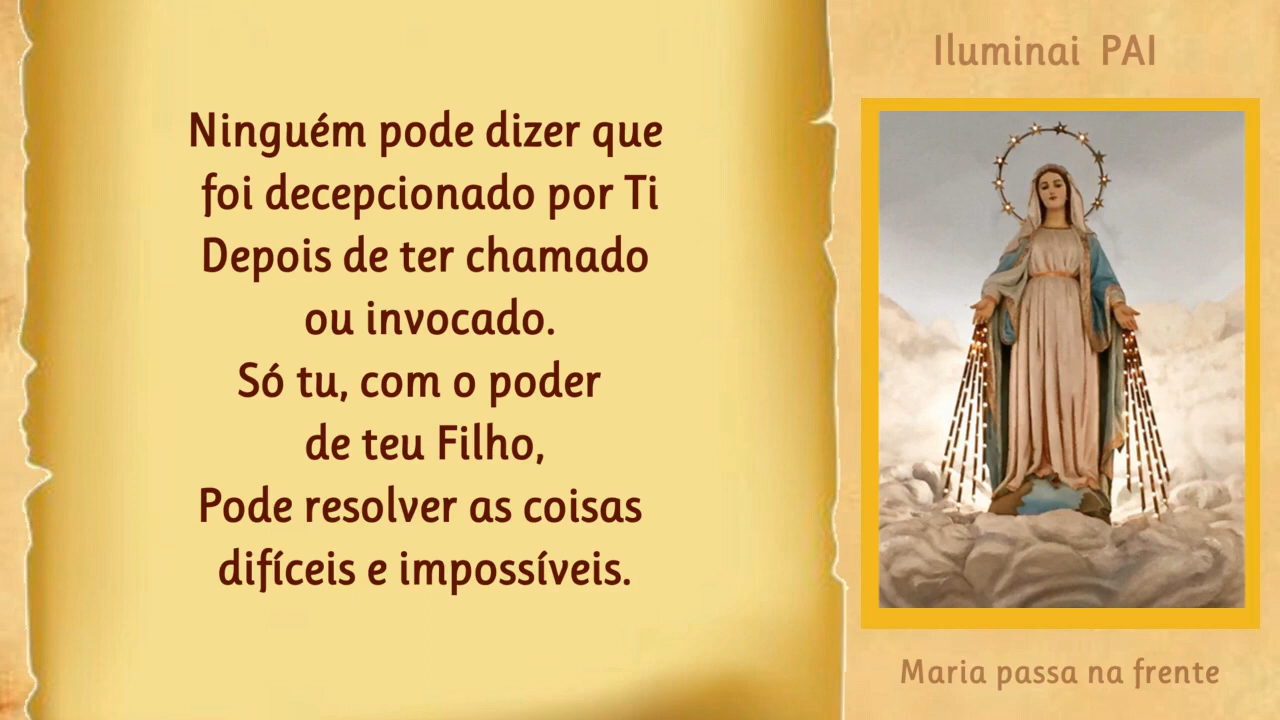 Ninguém pode dizer que
foi decepcionado por Ti
Depois de ter chamado
ou invocado.
Só tu, com o poder
de teu Filho,
Pode resolver as coisas
difíceis e impossíveis.
Iluminai PAI
Maria passa na frente